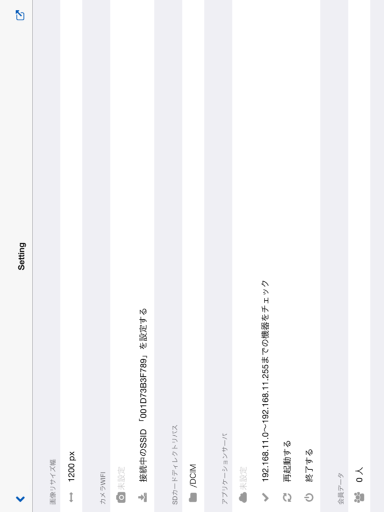 Setting
画像リサイズ幅
1200 px
カメラWIFI
未設定
接続中のSSID「001D73B3F789」を設定する
SDカードディレクトリパス
/DCIM
アプリケーションサーバ
未設定
192.168.11.0〜192.168.11.255までの機器をチェック
再起動する
終了する
会員データ
0 人